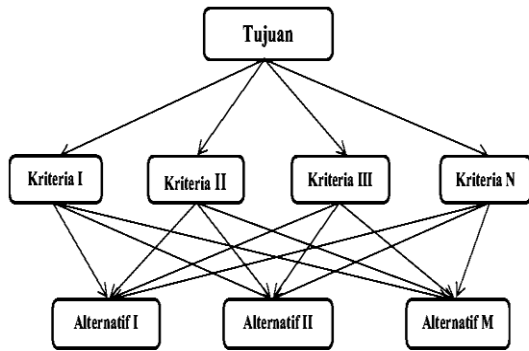 Tujuan
Kriteria I
Kriteria II
Kriteria III
Kriteria N
Alternatif I
Alternatif II
Alternatif M